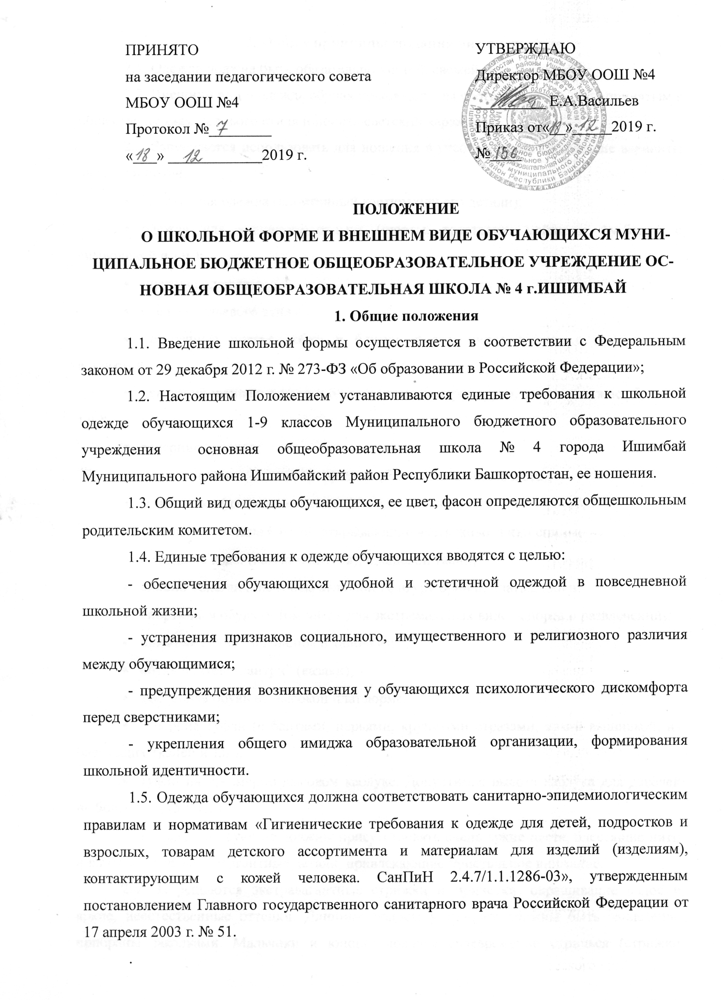 ПРИНЯТО
на заседании педагогического совета
МБОУ ООШ №4
Протокол № 7
«18» 12 2019 г.
УТВЕРЖДАЮ
Директор МБОУ ООШ №4
Е.А.Васильев
Приказ от«18»12 2019 г.
№ 156
ПОЛОЖЕНИЕ
О ШКОЛЬНОЙ ФОРМЕ И ВНЕШНЕМ ВИДЕ ОБУЧАЮЩИХСЯ МУНИ-
ЦИПАЛЬНОЕ БЮДЖЕТНОЕ ОБЩЕОБРАЗОВАТЕЛЬНОЕ УЧРЕЖДЕНИЕ ОС-
НОВНАЯ ОБЩЕОБРАЗОВАТЕЛЬНАЯ ШКОЛА № 4 г.ИШИМБАЙ
1. Общие положения
1.1. Введение школьной формы осуществляется в соответствии с Федеральным
законом от 29 декабря 2012 г. № 273-ФЗ «Об образовании в Российской Федерации»;
1.2. Настоящим Положением устанавливаются единые требования к школьной
одежде обучающихся 1-9 классов Муниципального бюджетного образовательного
учреждения основная общеобразовательная школа № 4 города Ишимбай
Муниципального района Ишимбайский район Республики Башкортостан, ее ношения.
1.3. Общий вид одежды обучающихся, ее цвет, фасон определяются общешкольным
родительским комитетом.
1.4. Единые требования к одежде обучающихся вводятся с целью:
- обеспечения обучающихся удобной и эстетичной одеждой в повседневной
школьной жизни;
- устранения признаков социального, имущественного и религиозного различия
между обучающимися;
- предупреждения возникновения у обучающихся психологического дискомфорта
перед сверстниками;
- укрепления общего имиджа образовательной организации, формирования
школьной идентичности.
1.5. Одежда обучающихся должна соответствовать санитарно-эпидемиологическим
правилам и нормативам «Гигиенические требования к одежде для детей, подростков и
взрослых, товарам детского ассортимента и материалам для изделий (изделиям),
контактирующим с кожей человека. СанПиН 2.4.7/1.1.1286-03», утвержденным
постановлением Главного государственного санитарного врача Российской Федерации от
17 апреля 2003 г. № 51.